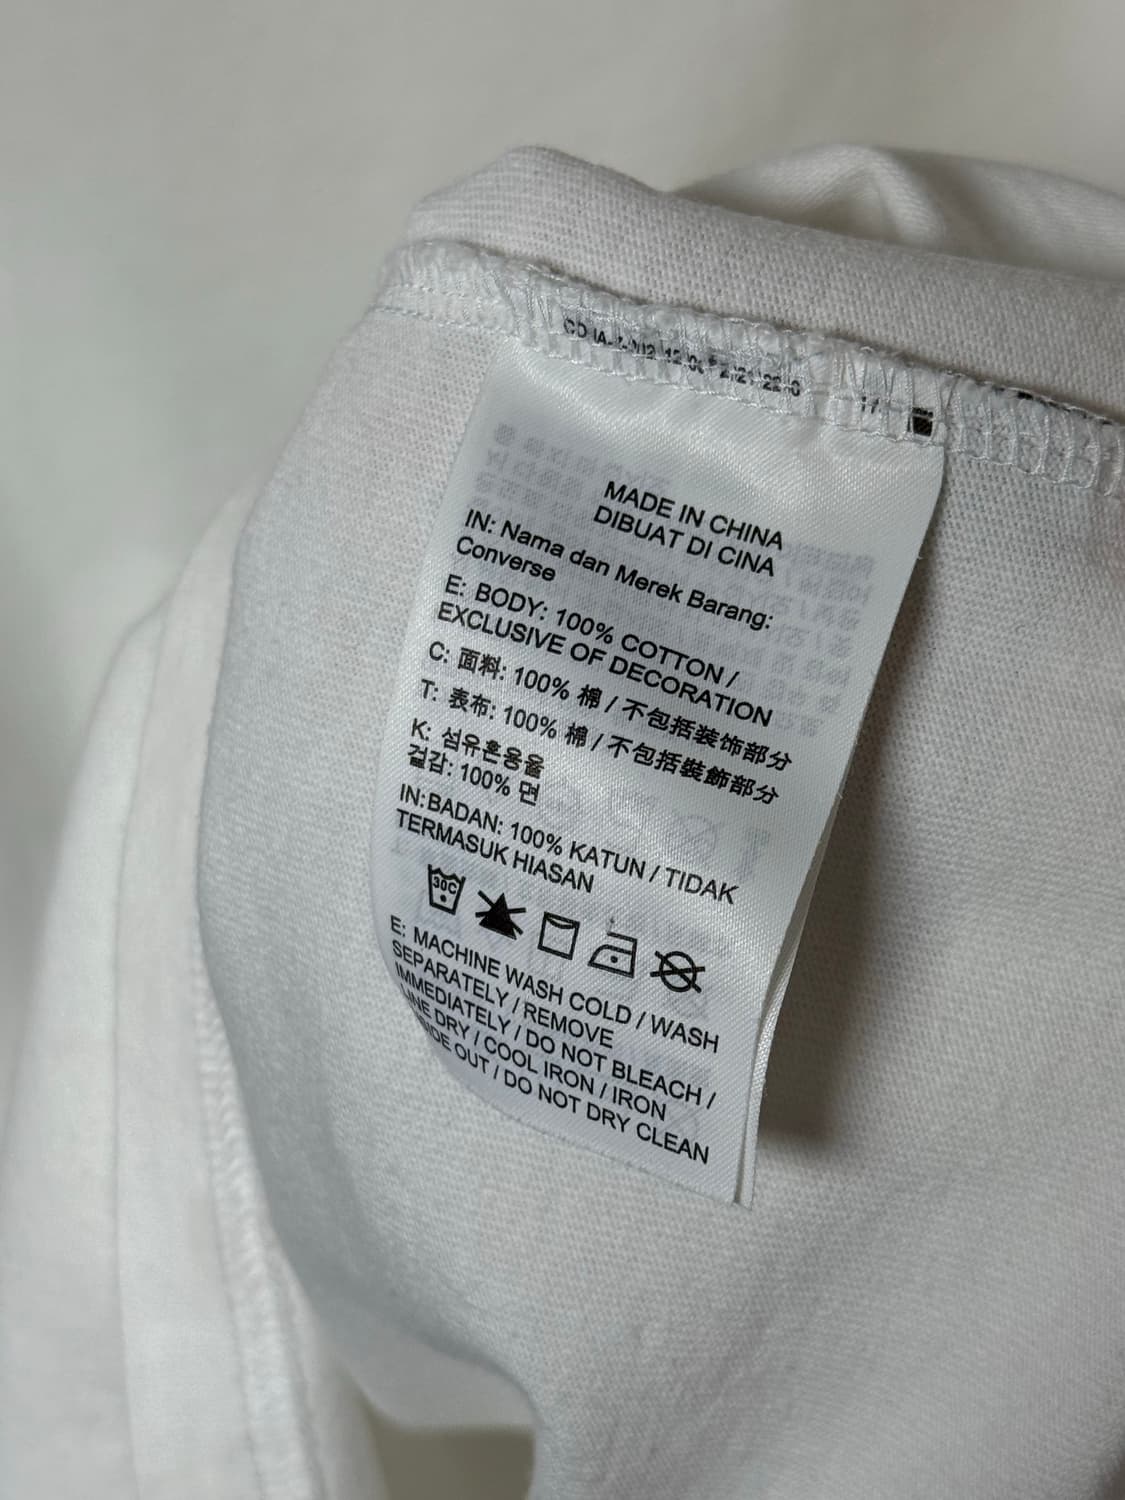 MADE IN CHINA
DIBUAT DI CINA
IN: Nama dan Merek Barang:
Converse
E: BODY: 100% COTTON /
EXCLUSIVE OF DECORATION
C: 面料: 100% 棉 / 不包括装饰部分
T: 表布: 100% 棉 / 不包括裝飾部分
K: 섬유혼용율
겉감: 100% 면
IN: BADAN: 100% KATUN / TIDAK
TERMASUK HIASAN
30C
E: MACHINE WASH COLD / WASH
SEPARATELY / REMOVE
IMMEDIATELY / DO NOT BLEACH /
LINE DRY / COOL IRON / IRON
OUT / DO NOT DRY CLEAN